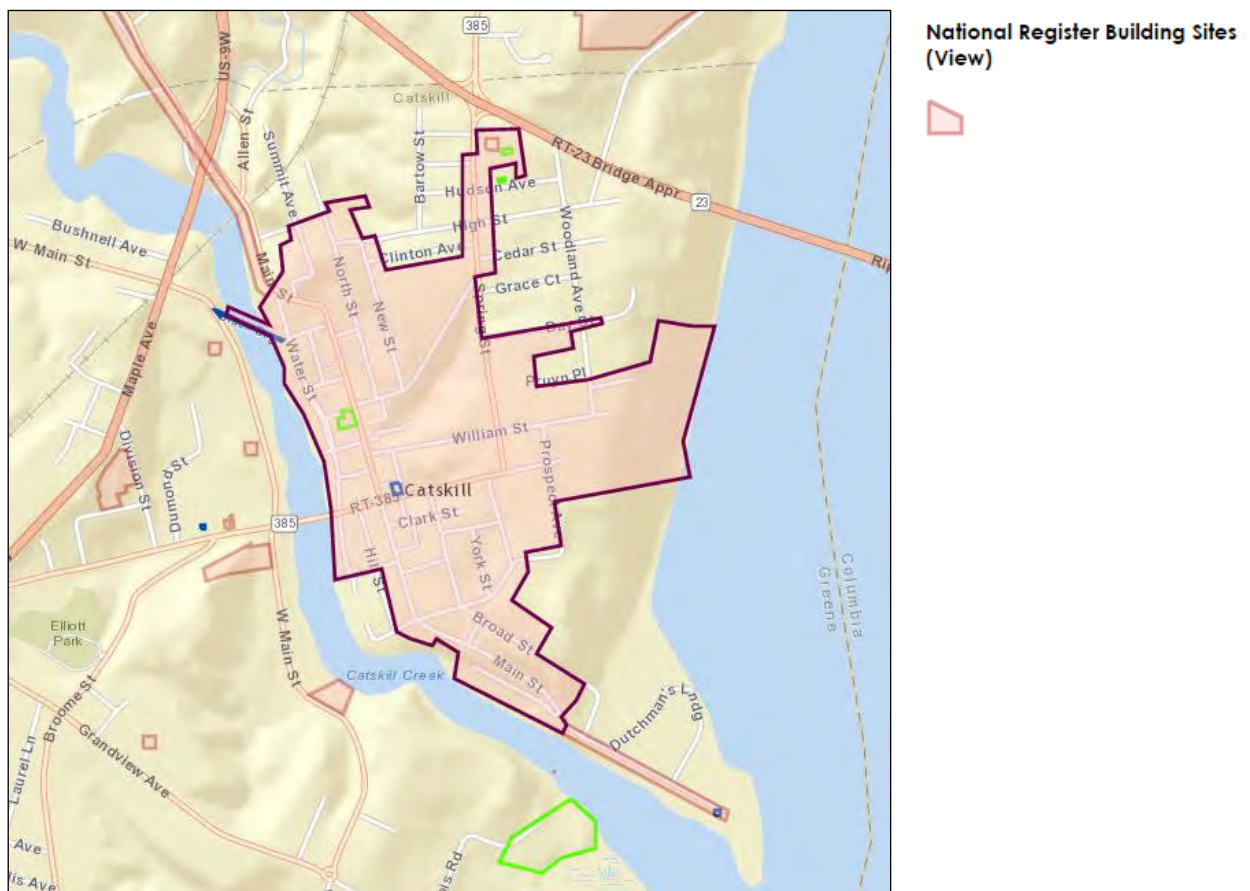 National Register Building Sites
(View)
385
US-9W
Catskill
Allen St
Summit Ave
Bartow St
RT-23 Bridge Appr
Hudson Ave
23
High St
Bushnell Ave
W Main St
Clinton Ave
Woodland Ave
Cedar St
Main St
North St
Grace Ct
New St
Spring St
Water St
Maple Ave
Pruyn Pl
William St
Prospect Ave
Division St
Dumond St
Catskill
RT-385
385
Clark St
Hill St
York St
Columbia
Greene
Elliott
Park
W Main St
Broad St
Main St
Catskill Creek
Dutchman's Lndg
Broome St
Grandview Ave
Laurel Ln
Ave